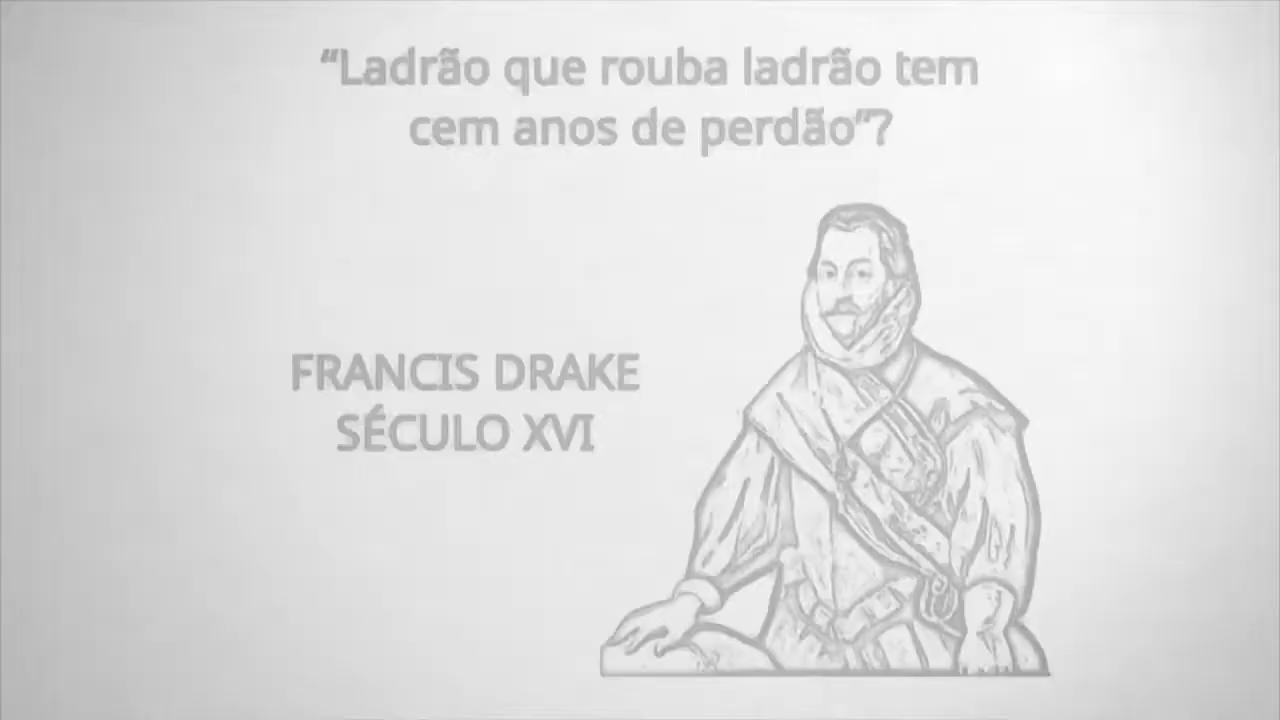 “Ladrão que rouba ladrão tem
cem anos de perdão”?
FRANCIS DRAKE
SÉCULO XVI